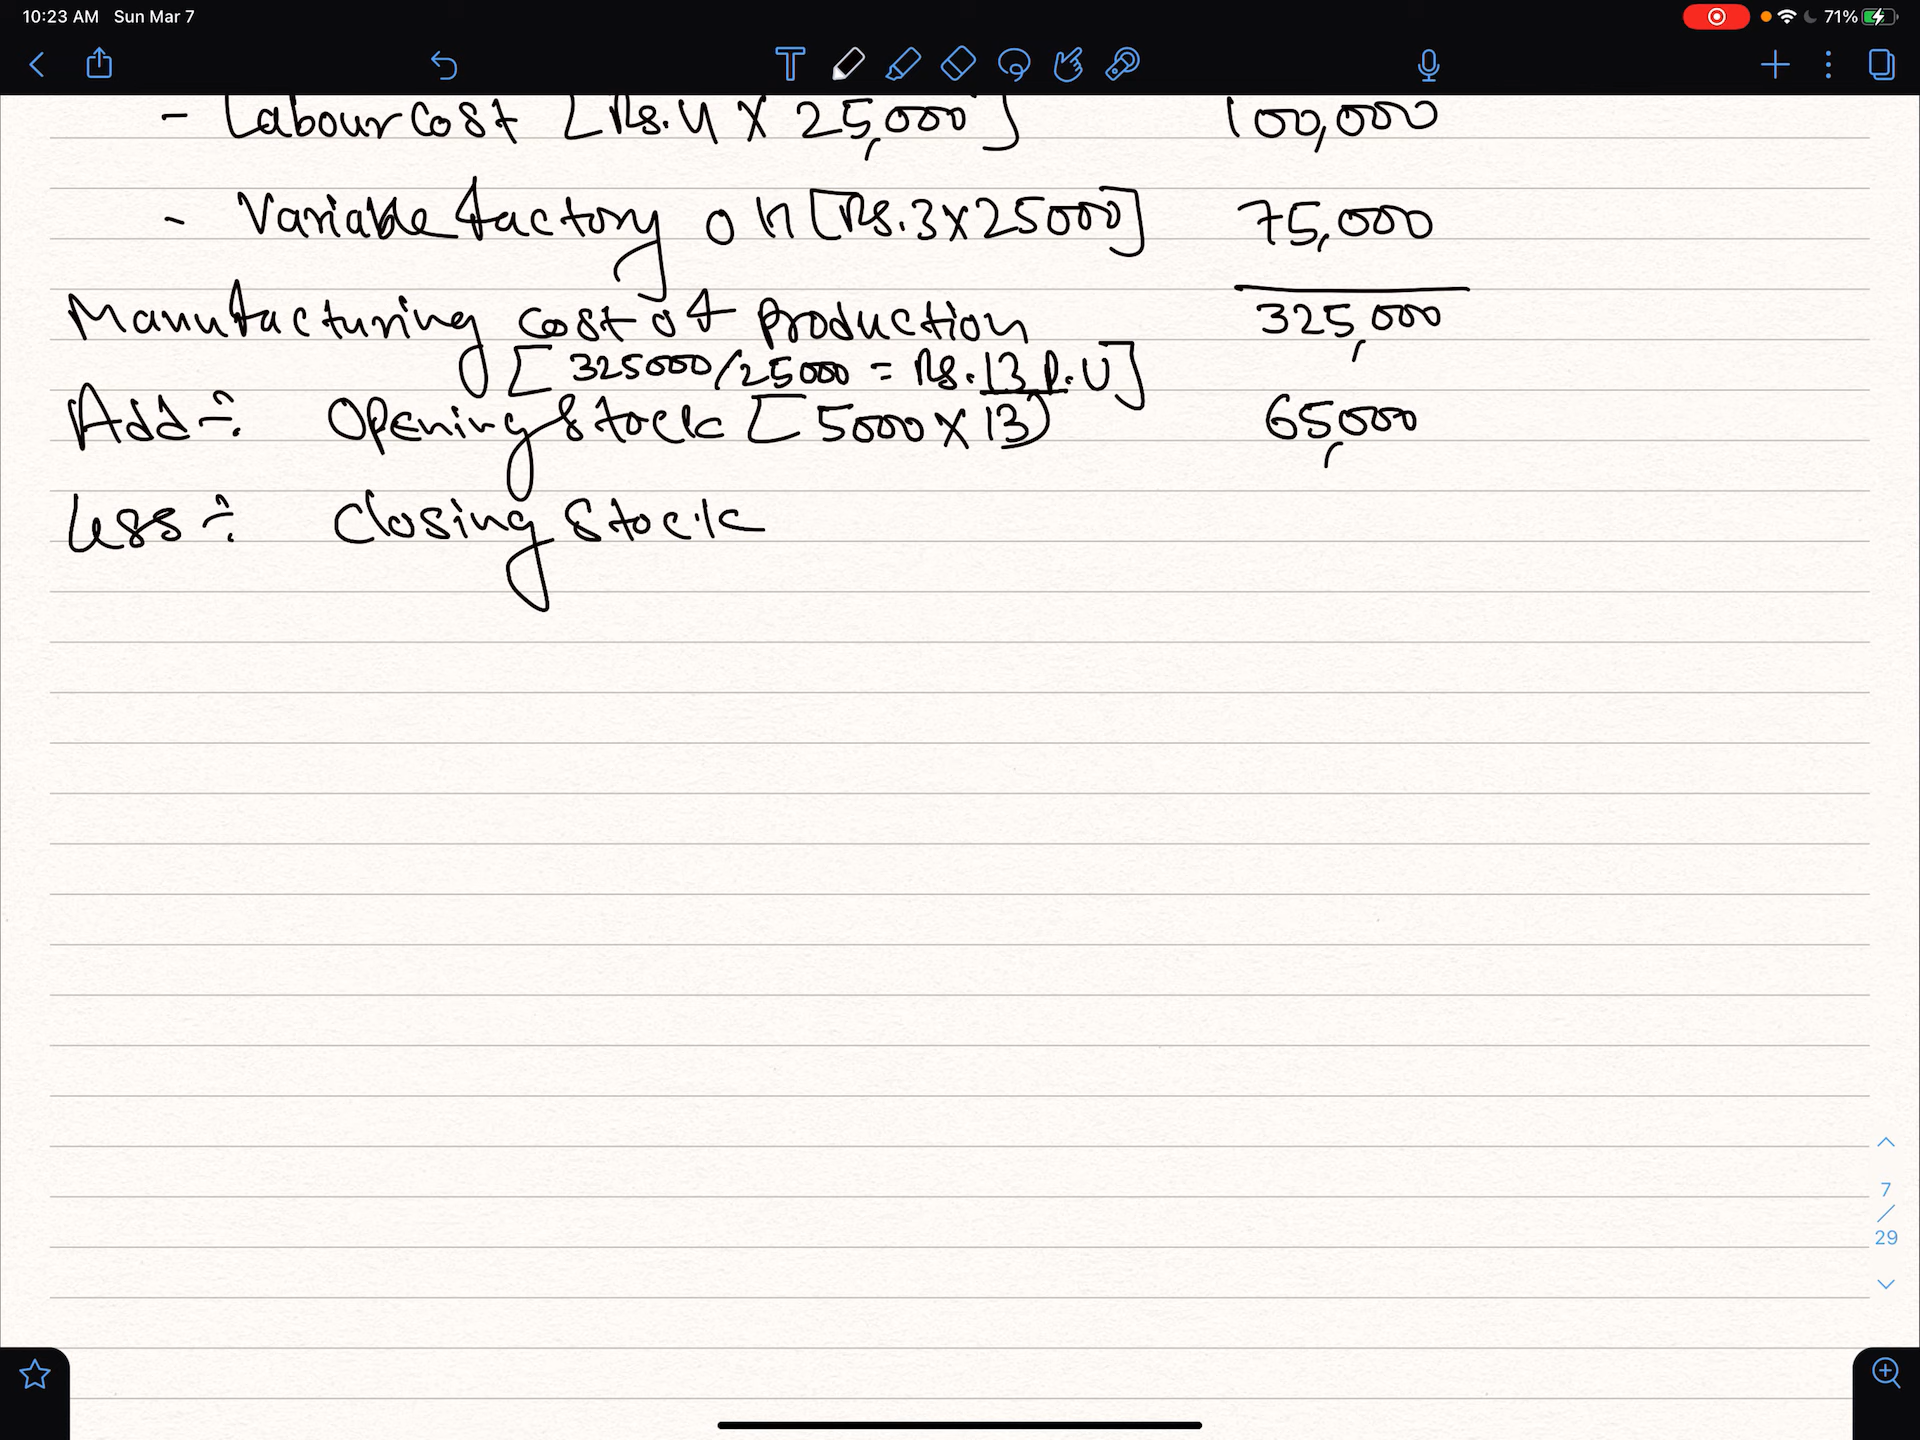 10:23 AM Sun Mar 7
71%
- Labour Cost [Rs.4 X 25,000] 100,000
- Variable factory oh [Rs.3X25000] 75,000
Manufacturing cost of production 325,000
[325000/25000 = Rs.13 P.U]
Add÷ Opening Stock [5000X13) 65,000
Less÷ Closing Stock
7
/
29